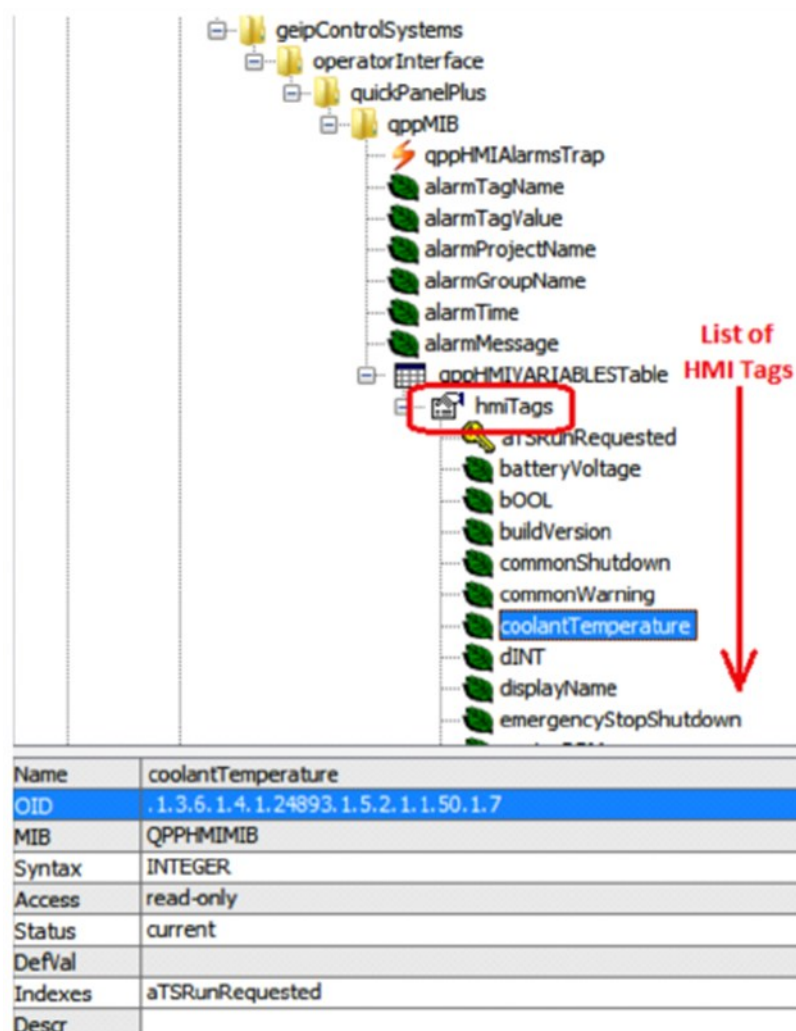 geipControlSystems
operatorInterface
quickPanelPlus
qppMIB
qppHMIAlarmsTrap
alarmTagName
alarmTagValue
alarmProjectName
alarmGroupName
alarmTime
alarmMessage
List of
HMI Tags
qppHMIVARIABLESTable
hmiTags
aTSRunRequested
batteryVoltage
bOOL
buildVersion
commonShutdown
commonWarning
coolantTemperature
dINT
displayName
emergencyStopShutdown
Name coolantTemperature
OID .1.3.6.1.4.1.24893.1.5.2.1.1.50.1.7
MIB QPPHMIMIB
Syntax INTEGER
Access read-only
Status current
DefVal
Indexes aTSRunRequested
Descr